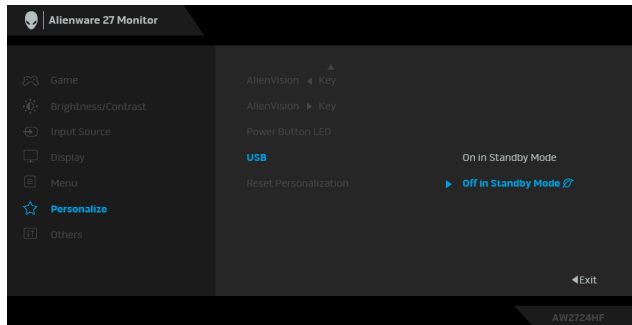 Alienware 27 Monitor
Game
AlienVision ◀ Key
Brightness/Contrast
AlienVision ▶ Key
Input Source
Power Button LED
Display
USB
On in Standby Mode
Menu
Reset Personalization
Off in Standby Mode
Personalize
Others
Exit
AW2724HF